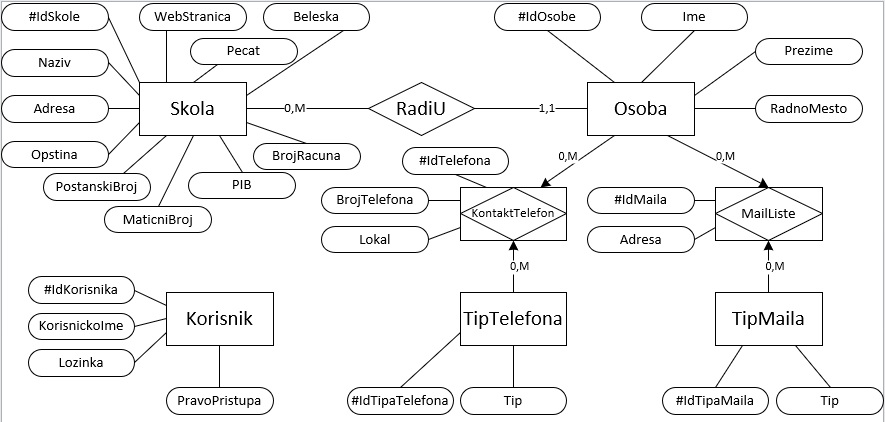 #IdSkole
WebStranica
Beleska
#IdOsobe
Ime
Naziv
Pecat
Prezime
Adresa
Skola
0,M
RadiU
1,1
Osoba
RadnoMesto
Opstina
BrojRacuna
#IdTelefona
0,M
0,M
PostanskiBroj
PIB
MaticniBroj
BrojTelefona
KontaktTelefon
#IdMaila
MailListe
Lokal
Adresa
0,M
0,M
#IdKorisnika
KorisnickoIme
Korisnik
TipTelefona
TipMaila
Lozinka
PravoPristupa
#IdTipaTelefona
Tip
#IdTipaMaila
Tip